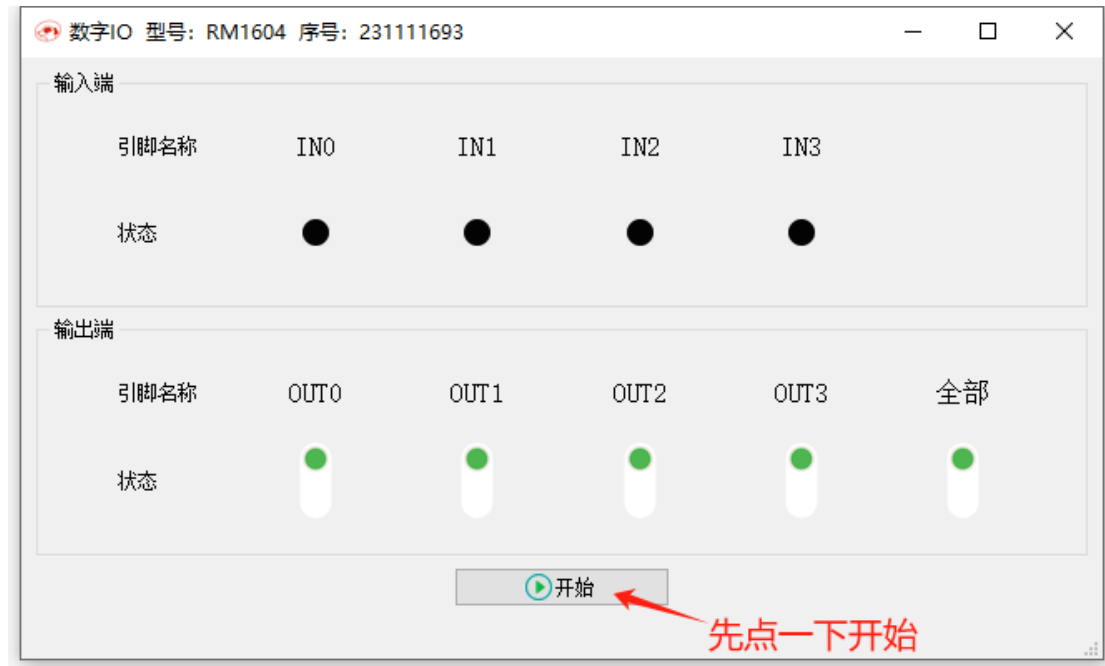 数字IO 型号：RM1604 序号：231111693
输入端
引脚名称 IN0 IN1 IN2 IN3
状态
输出端
引脚名称 OUT0 OUT1 OUT2 OUT3 全部
状态
开始
先点一下开始